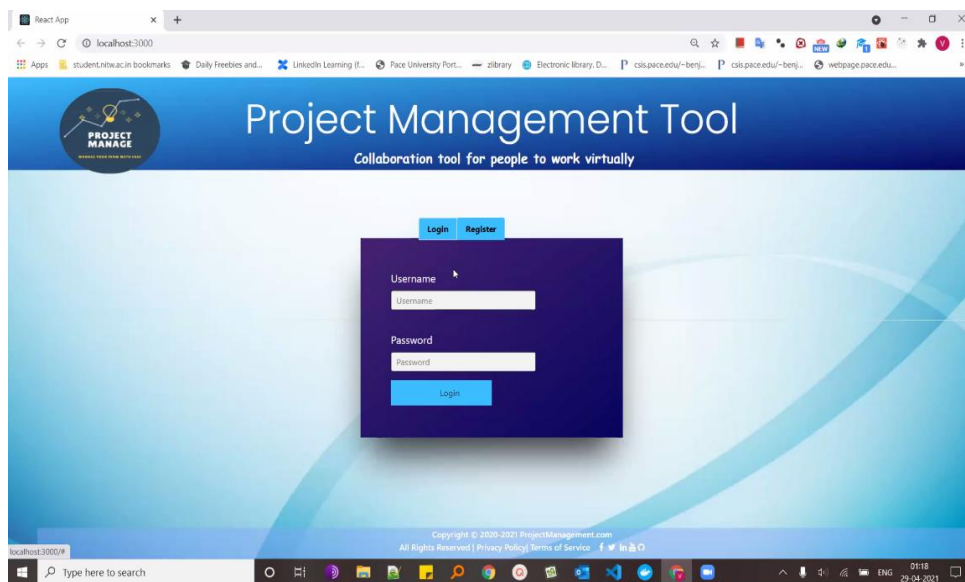 React App
localhost:3000
Apps student.nitw.ac.in bookmarks Daily Freebies and... LinkedIn Learning (f... Pace University Port... zlibrary Electronic library. D... csis.pace.edu/~benj... csis.pace.edu/~benj... webpage.pace.edu...
NEW
V
PROJECT
MANAGE
Project Management Tool
Collaboration tool for people to work virtually
Login Register
Username
Username
Password
Password
Login
Copyright © 2020-2021 ProjectManagement.com
All Rights Reserved | Privacy Policy| Terms of Service
localhost:3000/#
Type here to search
ENG
01:18
29-04-2021